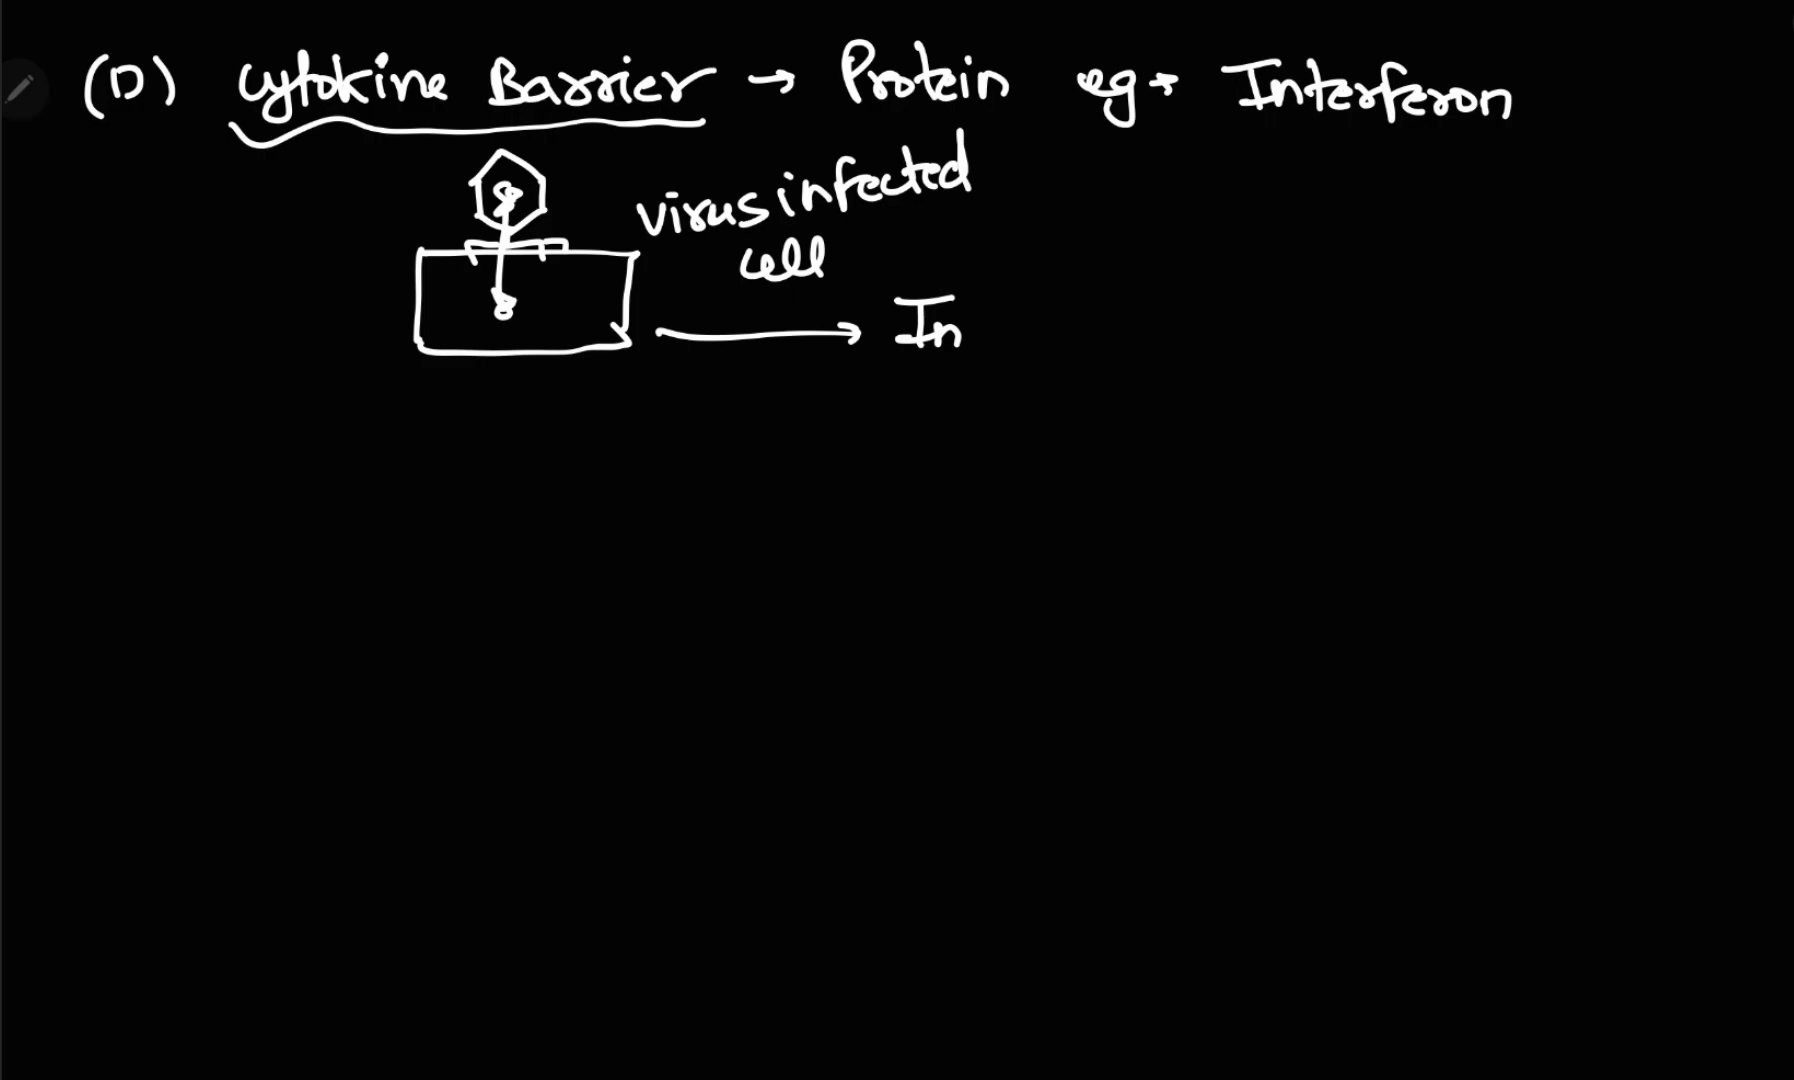 (D) Cytokine Barrier → Protein eg → Interferon
virus infected
cell
→ In